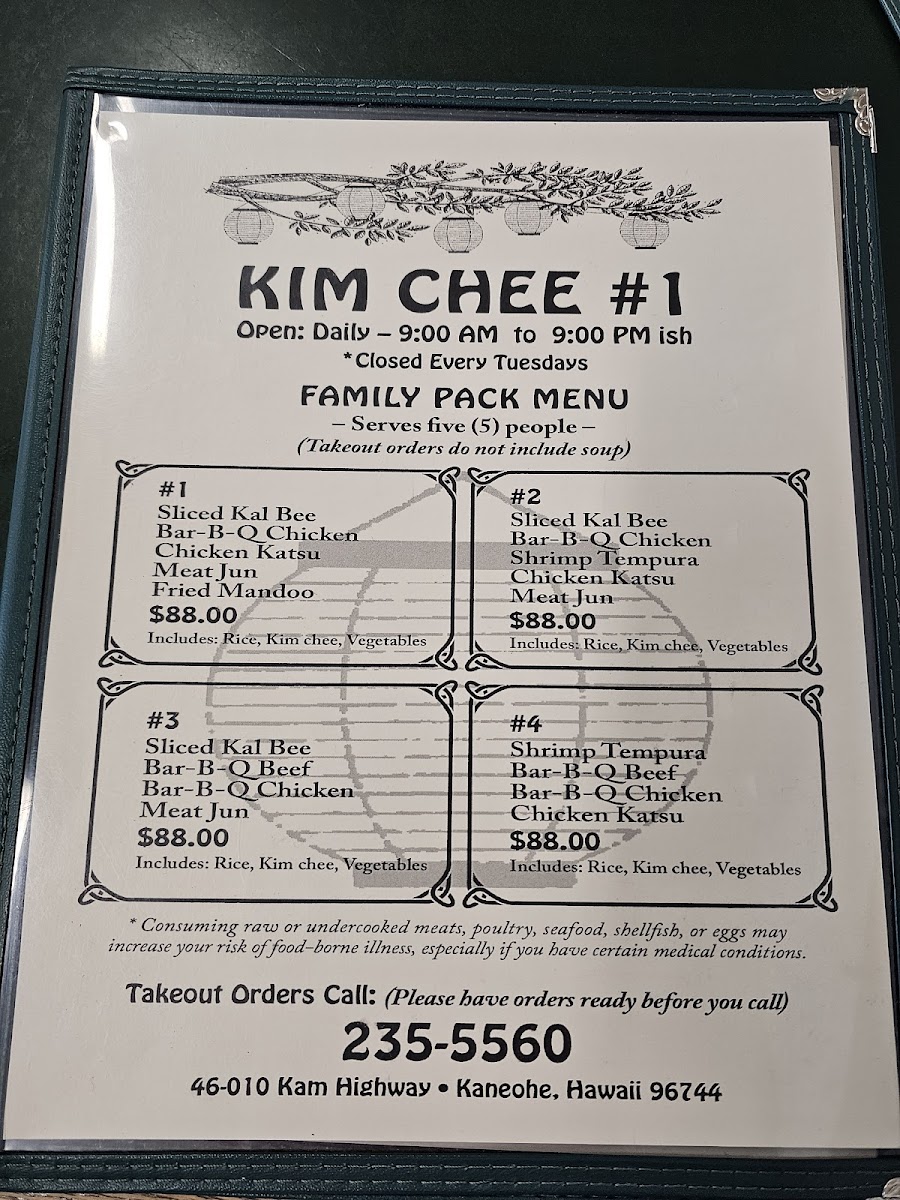 KIM CHEE #1
Open: Daily – 9:00 AM to 9:00 PM ish
*Closed Every Tuesdays
FAMILY PACK MENU
– Serves five (5) people –
(Takeout orders do not include soup)
#1
Sliced Kal Bee
Bar-B-Q Chicken
Chicken Katsu
Meat Jun
Fried Mandoo
$88.00
Includes: Rice, Kim chee, Vegetables
#2
Sliced Kal Bee
Bar-B-Q Chicken
Shrimp Tempura
Chicken Katsu
Meat Jun
$88.00
Includes: Rice, Kim chee, Vegetables
#3
Sliced Kal Bee
Bar-B-Q Beef
Bar-B-Q Chicken
Meat Jun
$88.00
Includes: Rice, Kim chee, Vegetables
#4
Shrimp Tempura
Bar-B-Q Beef
Bar-B-Q Chicken
Chicken Katsu
$88.00
Includes: Rice, Kim chee, Vegetables
* Consuming raw or undercooked meats, poultry, seafood, shellfish, or eggs may
increase your risk of food-borne illness, especially if you have certain medical conditions.
Takeout Orders Call: (Please have orders ready before you call)
235-5560
46-010 Kam Highway • Kaneohe, Hawaii 96744